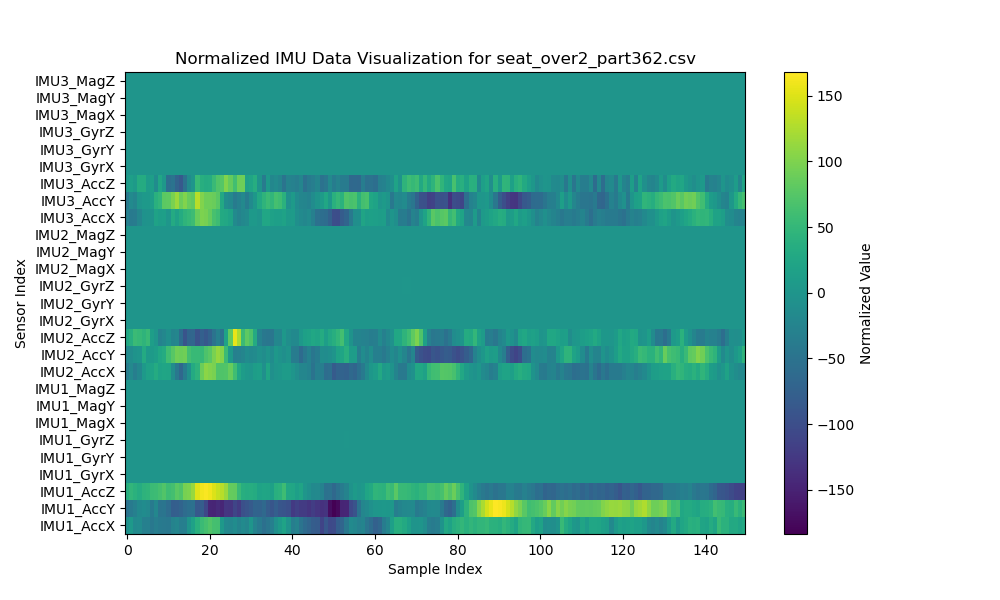 Normalized IMU Data Visualization for seat_over2_part362.csv
IMU3_MagZ
IMU3_MagY
IMU3_MagX
IMU3_GyrZ
IMU3_GyrY
IMU3_GyrX
IMU3_AccZ
IMU3_AccY
IMU3_AccX
IMU2_MagZ
IMU2_MagY
IMU2_MagX
IMU2_GyrZ
IMU2_GyrY
IMU2_GyrX
IMU2_AccZ
IMU2_AccY
IMU2_AccX
IMU1_MagZ
IMU1_MagY
IMU1_MagX
IMU1_GyrZ
IMU1_GyrY
IMU1_GyrX
IMU1_AccZ
IMU1_AccY
IMU1_AccX
Sensor Index
0 20 40 60 80 100 120 140
Sample Index
150
100
50
0
−50
−100
−150
Normalized Value